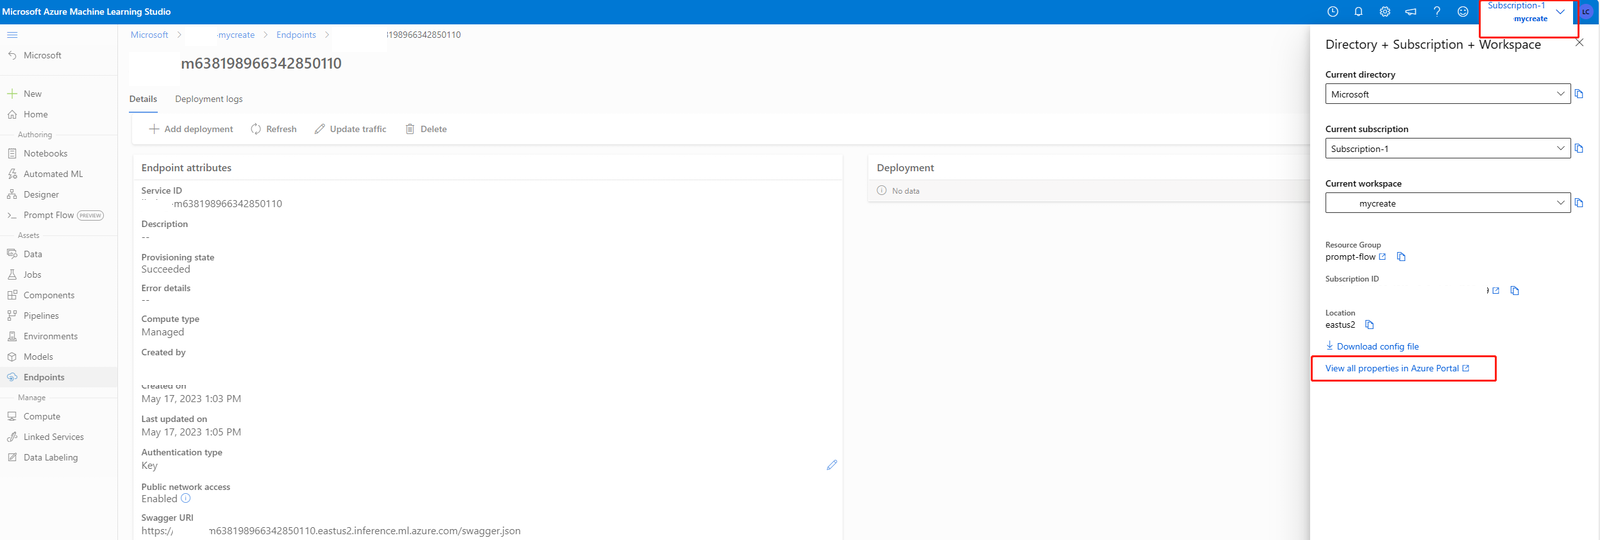 Microsoft Azure Machine Learning Studio
Subscription-1
mycreate
LC
Microsoft
New
Home
Authoring
Notebooks
Automated ML
Designer
Prompt Flow PREVIEW
Assets
Data
Jobs
Components
Pipelines
Environments
Models
Endpoints
Manage
Compute
Linked Services
Data Labeling
Microsoft > -mycreate > Endpoints > 198966342850110
m638198966342850110
Details Deployment logs
Add deployment Refresh Update traffic Delete
Endpoint attributes
Service ID
-m638198966342850110
Description
--
Provisioning state
Succeeded
Error details
--
Compute type
Managed
Created by
Created on
May 17, 2023 1:03 PM
Last updated on
May 17, 2023 1:05 PM
Authentication type
Key
Public network access
Enabled
Swagger URI
https:// m638198966342850110.eastus2.inference.ml.azure.com/swagger.json
Deployment
No data
Directory + Subscription + Workspace
Current directory
Microsoft
Current subscription
Subscription-1
Current workspace
mycreate
Resource Group
prompt-flow
Subscription ID
Location
eastus2
Download config file
View all properties in Azure Portal